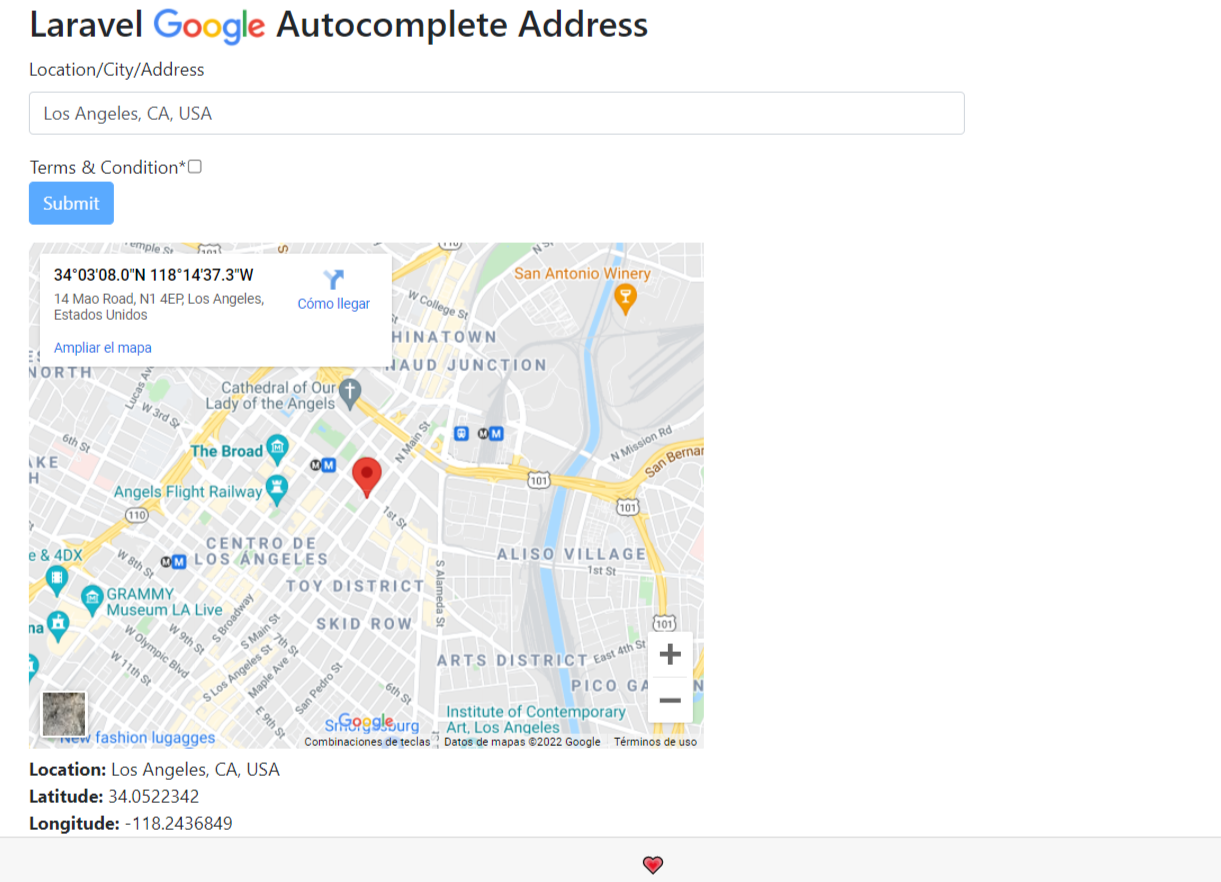 Laravel Google Autocomplete Address
Location/City/Address
Los Angeles, CA, USA
Terms & Condition*
Submit
34°03'08.0"N 118°14'37.3"W
14 Mao Road, N1 4EP, Los Angeles,
Estados Unidos
Cómo llegar
Ampliar el mapa
Temple St
101
110
San Antonio Winery
W College St
HINATOWN
NAUD JUNCTION
NORTH
Lucas Av
W 3rd St
Cathedral of Our
Lady of the Angels
N Main St
M M
N Mission Rd
San Bernar
6th St
The Broad
M M
Angels Flight Railway
101
101
110
1st St
CENTRO DE
LOS ÁNGELES
e & 4DX
W 8th St
M M
ALISO VILLAGE
1st St
TOY DISTRICT
S Alameda St
GRAMMY
Museum LA Live
S Broadway
SKID ROW
101
na
W Olympic Blvd
W 9th St
S Main St
7th St
ARTS DISTRICT
East 4th St
W 11th St
S Los Angeles St
Maple Ave
San Pedro St
6th St
PICO GA
N
E 9th St
Institute of Contemporary
Art, Los Angeles
Smorgasburg
Google
New fashion lugagges
Combinaciones de teclas
Datos de mapas ©2022 Google
Términos de uso
Location: Los Angeles, CA, USA
Latitude: 34.0522342
Longitude: -118.2436849